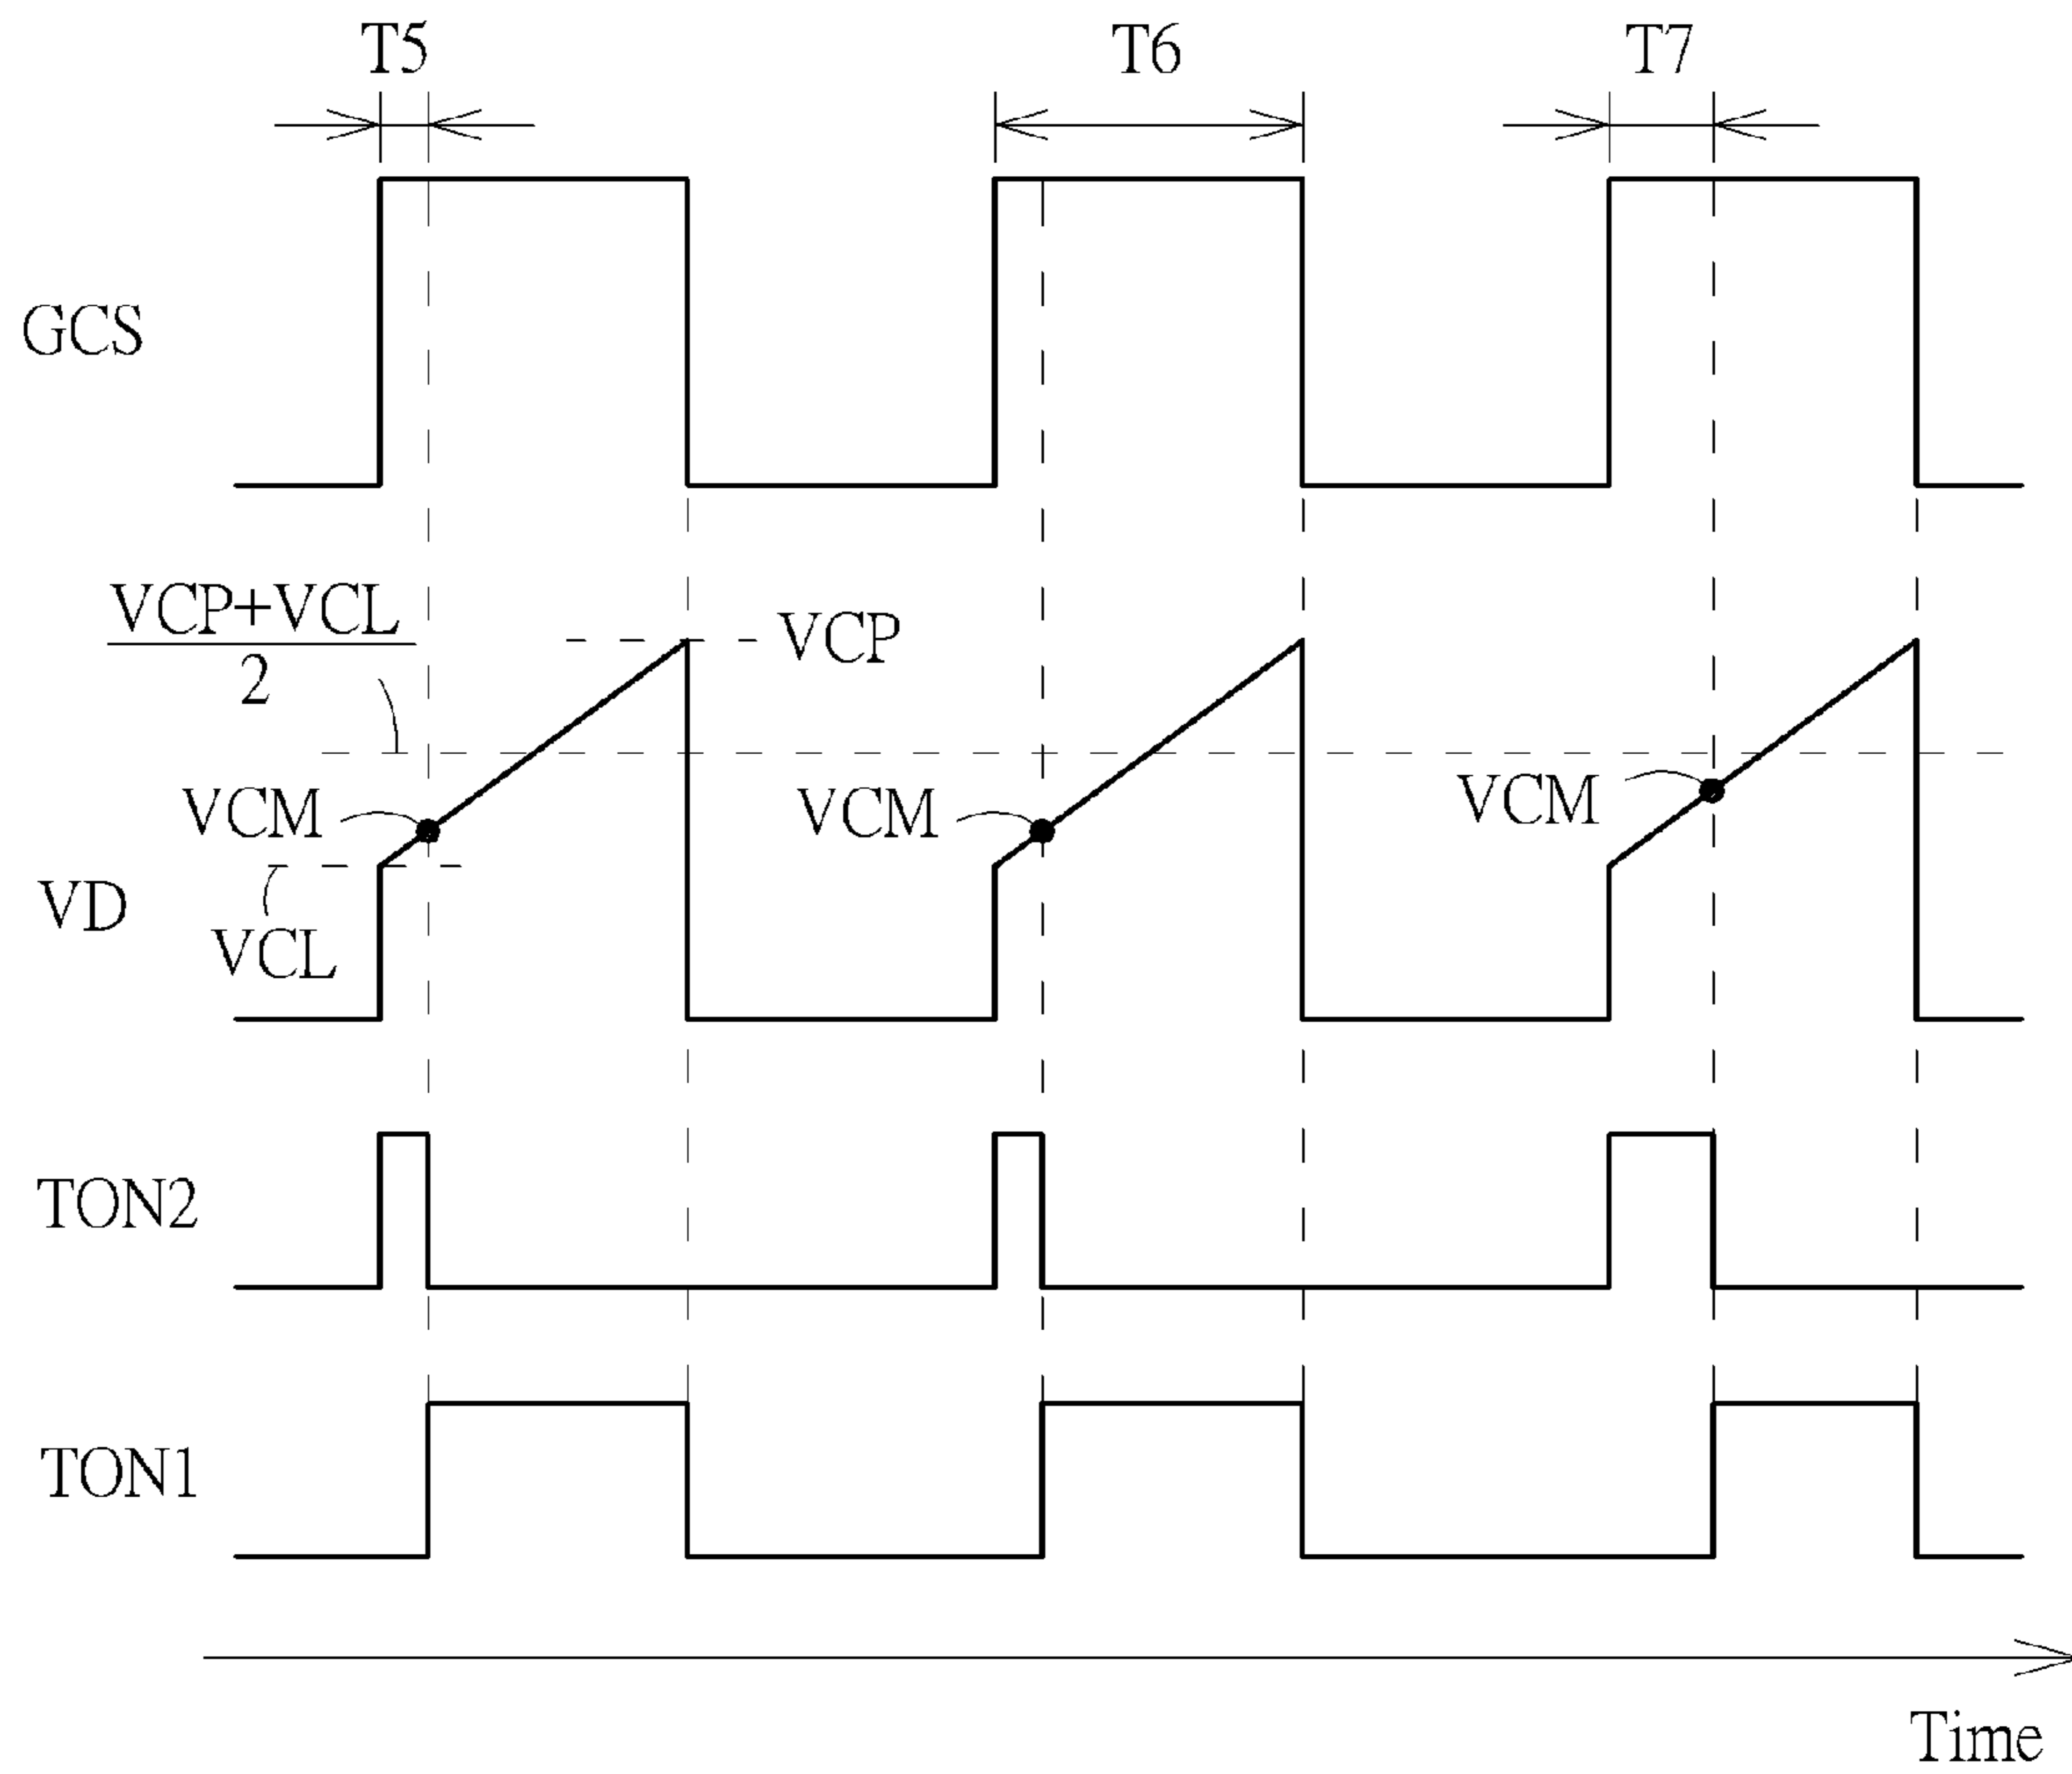 T5
T6
T7
GCS
VCP+VCL
2
VCP
VCM
VCM
VCM
VD
VCL
TON2
TON1
Time